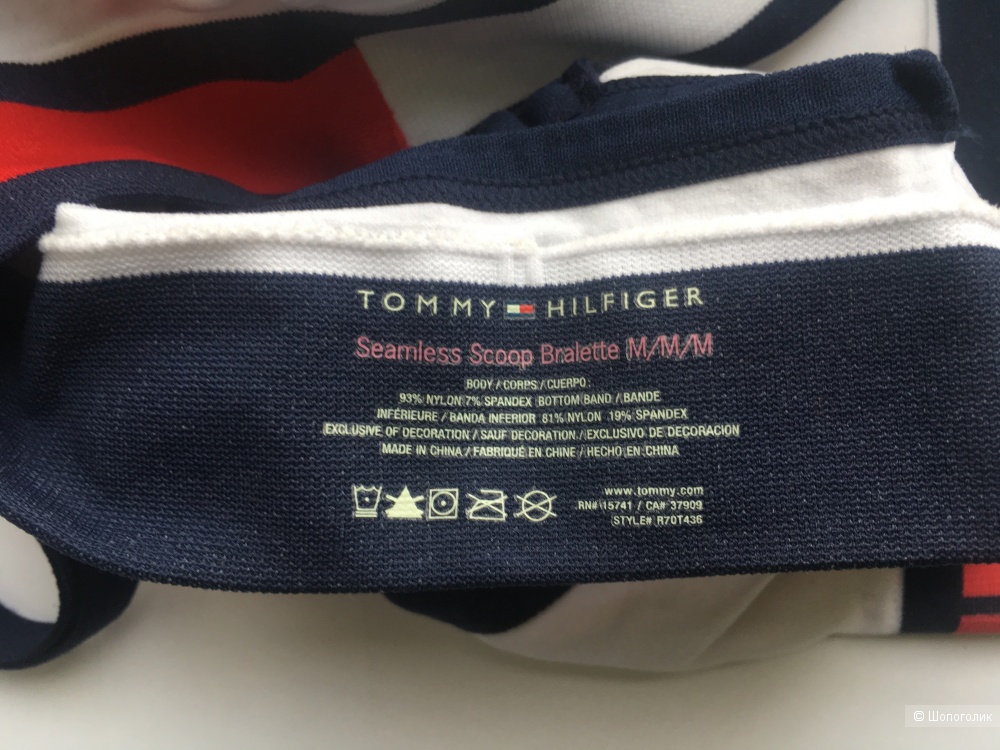 TOMMY HILFIGER
Seamless Scoop Bralette M/M/M
BODY / CORPS / CUERPO:
93% NYLON 7% SPANDEX BOTTOM BAND / BANDE
INFÉRIEURE / BANDA INFERIOR 81% NYLON 19% SPANDEX
EXCLUSIVE OF DECORATION / SAUF DECORATION / EXCLUSIVO DE DECORACION
MADE IN CHINA / FABRIQUÉ EN CHINE / HECHO EN CHINA
www.tommy.com
RN# 15741 / CA# 37909
STYLE# R70T436
© Шопоголик